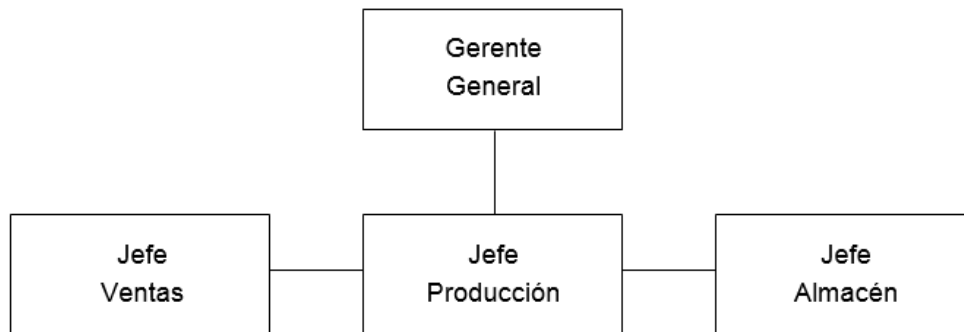 Gerente
General
Jefe
Ventas
Jefe
Producción
Jefe
Almacén